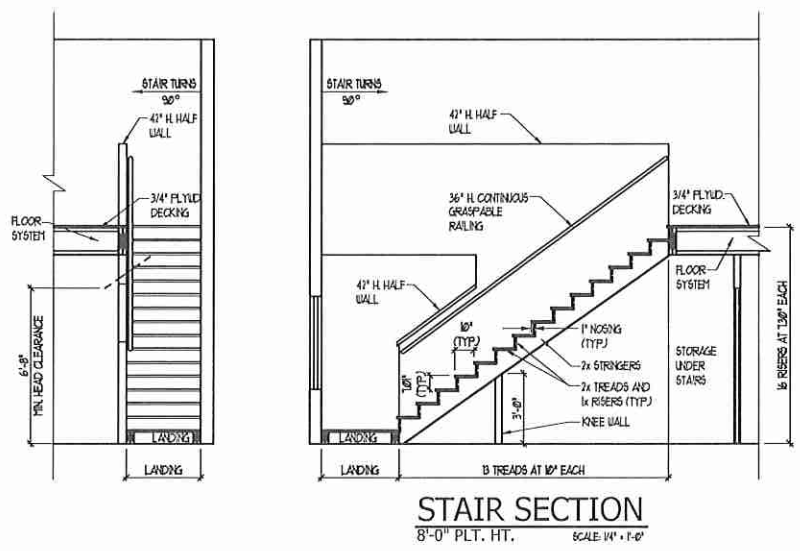 STAIR TURNS
90°
42" H. HALF
WALL
3/4" PLYWD.
DECKING
FLOOR
SYSTEM
6'-8"
MIN. HEAD CLEARANCE
LANDING
LANDING
STAIR TURNS
90°
42" H. HALF
WALL
36" H. CONTINUOUS
GRASPABLE
RAILING
3/4" PLYWD.
DECKING
FLOOR
SYSTEM
42" H. HALF
WALL
10"
(TYP.)
1" NOSING
(TYP.)
(TYP.)
2x STRINGERS
2x TREADS AND
1x RISERS (TYP.)
KNEE WALL
3'-0"
STORAGE
UNDER
STAIRS
16 RISERS AT 7.30" EACH
LANDING
LANDING
13 TREADS AT 10" EACH
STAIR SECTION
8'-0" PLT. HT.
SCALE: 1/4" = 1'-0"